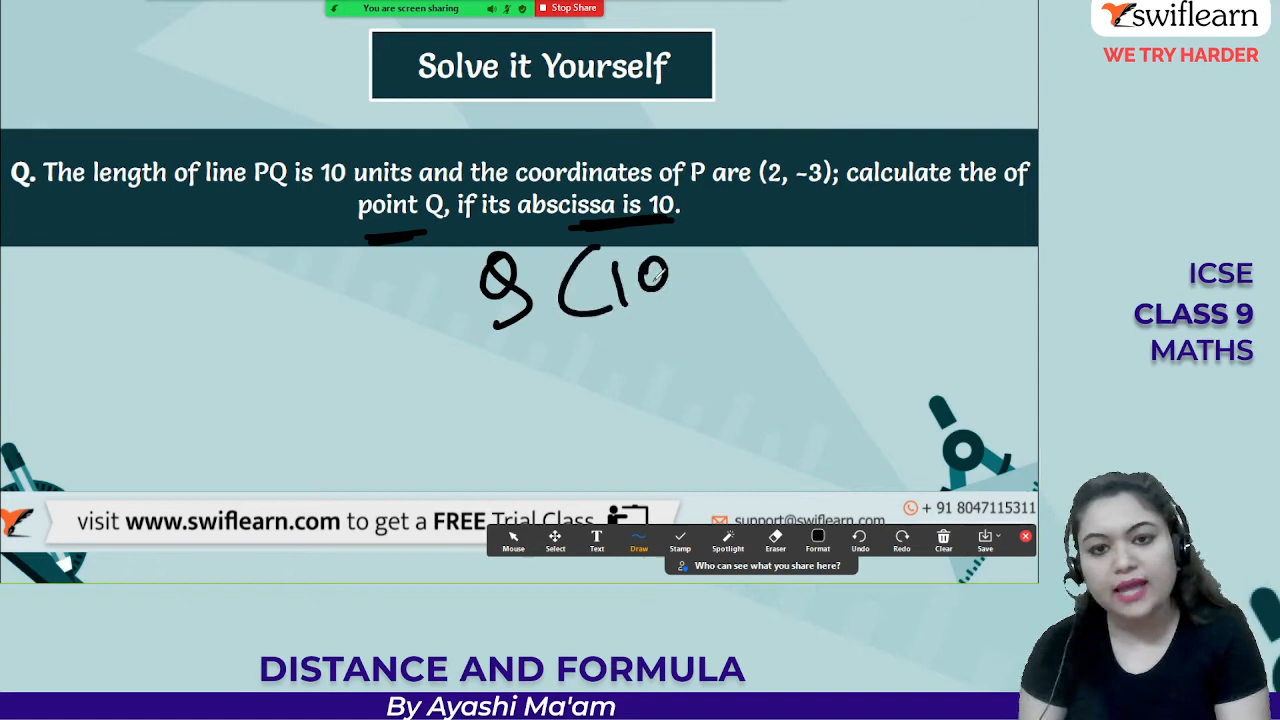 You are screen sharing
Stop Share
swiflearn
WE TRY HARDER
Solve it Yourself
Q. The length of line PQ is 10 units and the coordinates of P are (2, -3); calculate the of
point Q, if its abscissa is 10.
Q (10
ICSE
CLASS 9
MATHS
visit www.swiflearn.com to get a FREE Trial Class
support@swiflearn.com
+ 91 8047115311
Mouse Select Text Draw Stamp Spotlight Eraser Format Undo Redo Clear Save
Who can see what you share here?
DISTANCE AND FORMULA
By Ayashi Ma'am